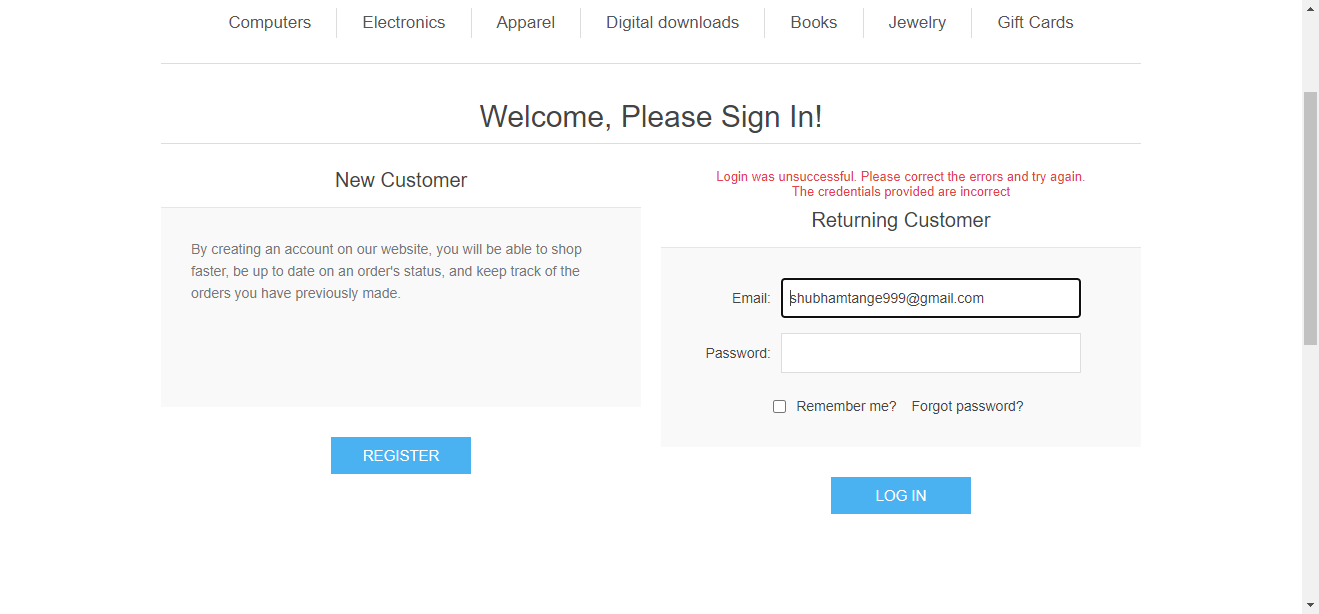 Computers Electronics Apparel Digital downloads Books Jewelry Gift Cards
Welcome, Please Sign In!
New Customer
By creating an account on our website, you will be able to shop
faster, be up to date on an order's status, and keep track of the
orders you have previously made.
REGISTER
Login was unsuccessful. Please correct the errors and try again.
The credentials provided are incorrect
Returning Customer
Email: shubhamtange999@gmail.com
Password:
Remember me? Forgot password?
LOG IN